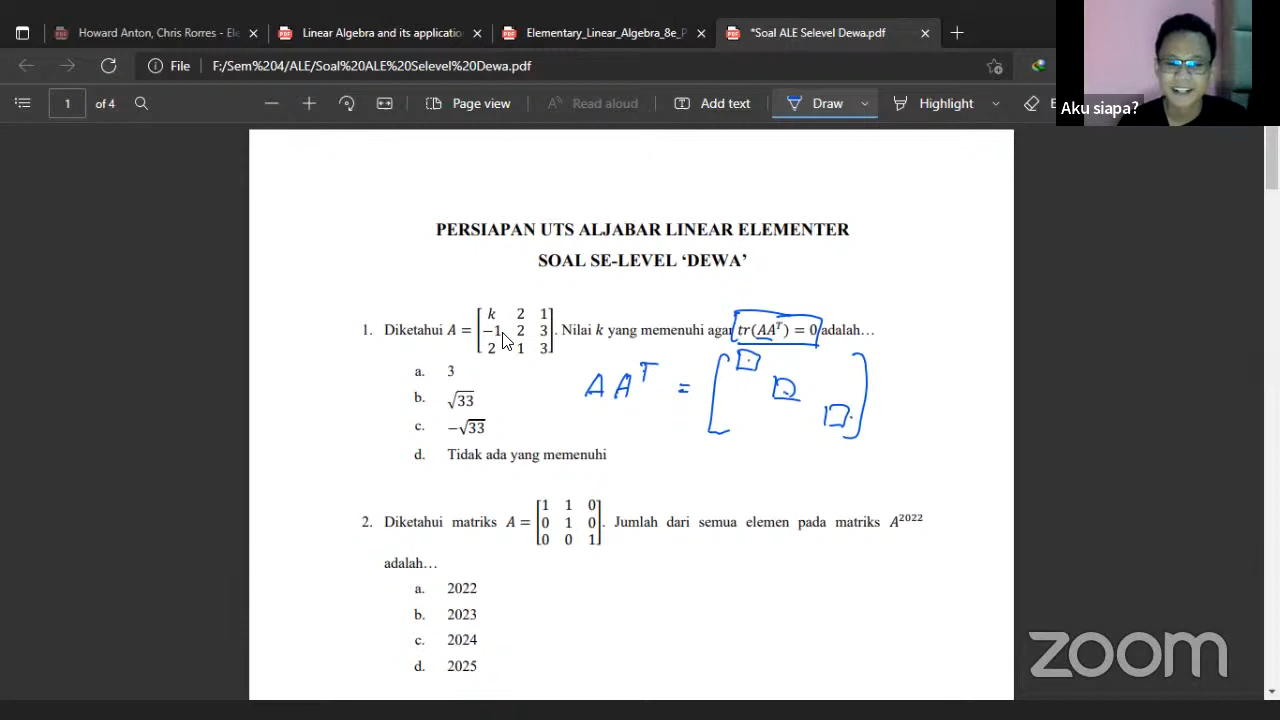 Howard Anton, Chris Rorres - Ele
Linear Algebra and its application
Elementary_Linear_Algebra_8e_P
*Soal ALE Selevel Dewa.pdf
File F:/Sem%204/ALE/Soal%20ALE%20Selevel%20Dewa.pdf
1 of 4 Page view Read aloud Add text Draw Highlight E
Aku siapa?
PERSIAPAN UTS ALJABAR LINEAR ELEMENTER
SOAL SE-LEVEL ‘DEWA’
1. Diketahui A = [k 2 1; −1 2 3; 2 1 3]. Nilai k yang memenuhi agar tr(AAᵀ) = 0 adalah…
a. 3
b. √33
c. −√33
d. Tidak ada yang memenuhi
A Aᵀ = [ ]
2. Diketahui matriks A = [1 1 0; 0 1 0; 0 0 1]. Jumlah dari semua elemen pada matriks A²⁰²²
adalah…
a. 2022
b. 2023
c. 2024
d. 2025
zoom